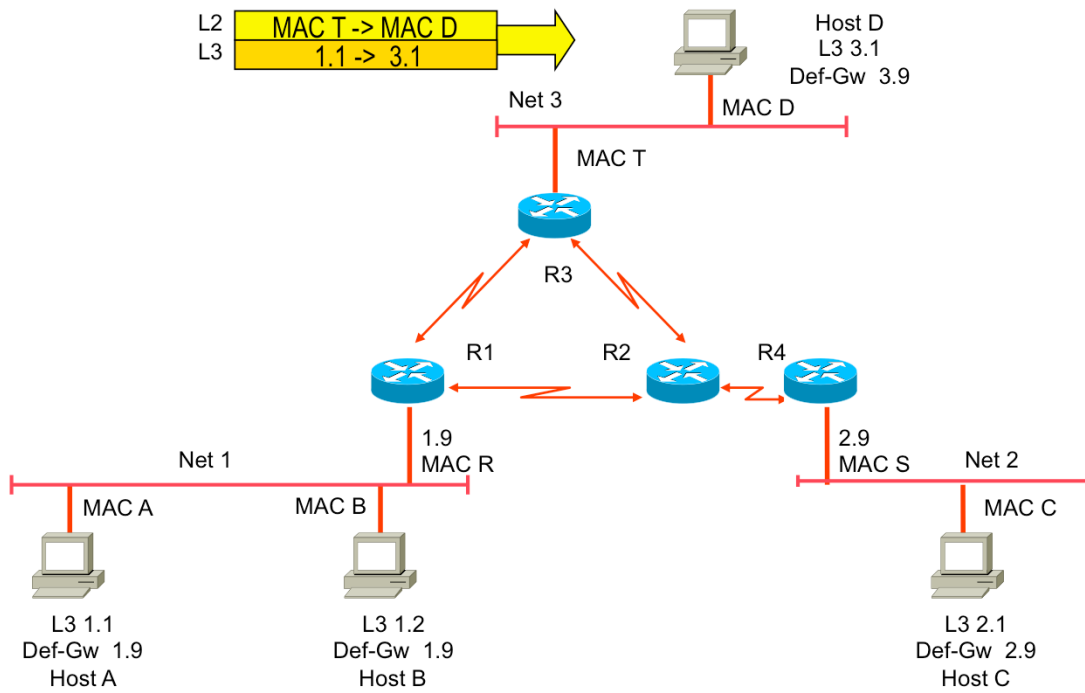 L2 MAC T -> MAC D
L3 1.1 -> 3.1
Host D
L3 3.1
Def-Gw 3.9
Net 3
MAC D
MAC T
R3
R1
R2
R4
1.9
MAC R
2.9
MAC S
Net 1
Net 2
MAC A
MAC B
MAC C
L3 1.1
Def-Gw 1.9
Host A
L3 1.2
Def-Gw 1.9
Host B
L3 2.1
Def-Gw 2.9
Host C